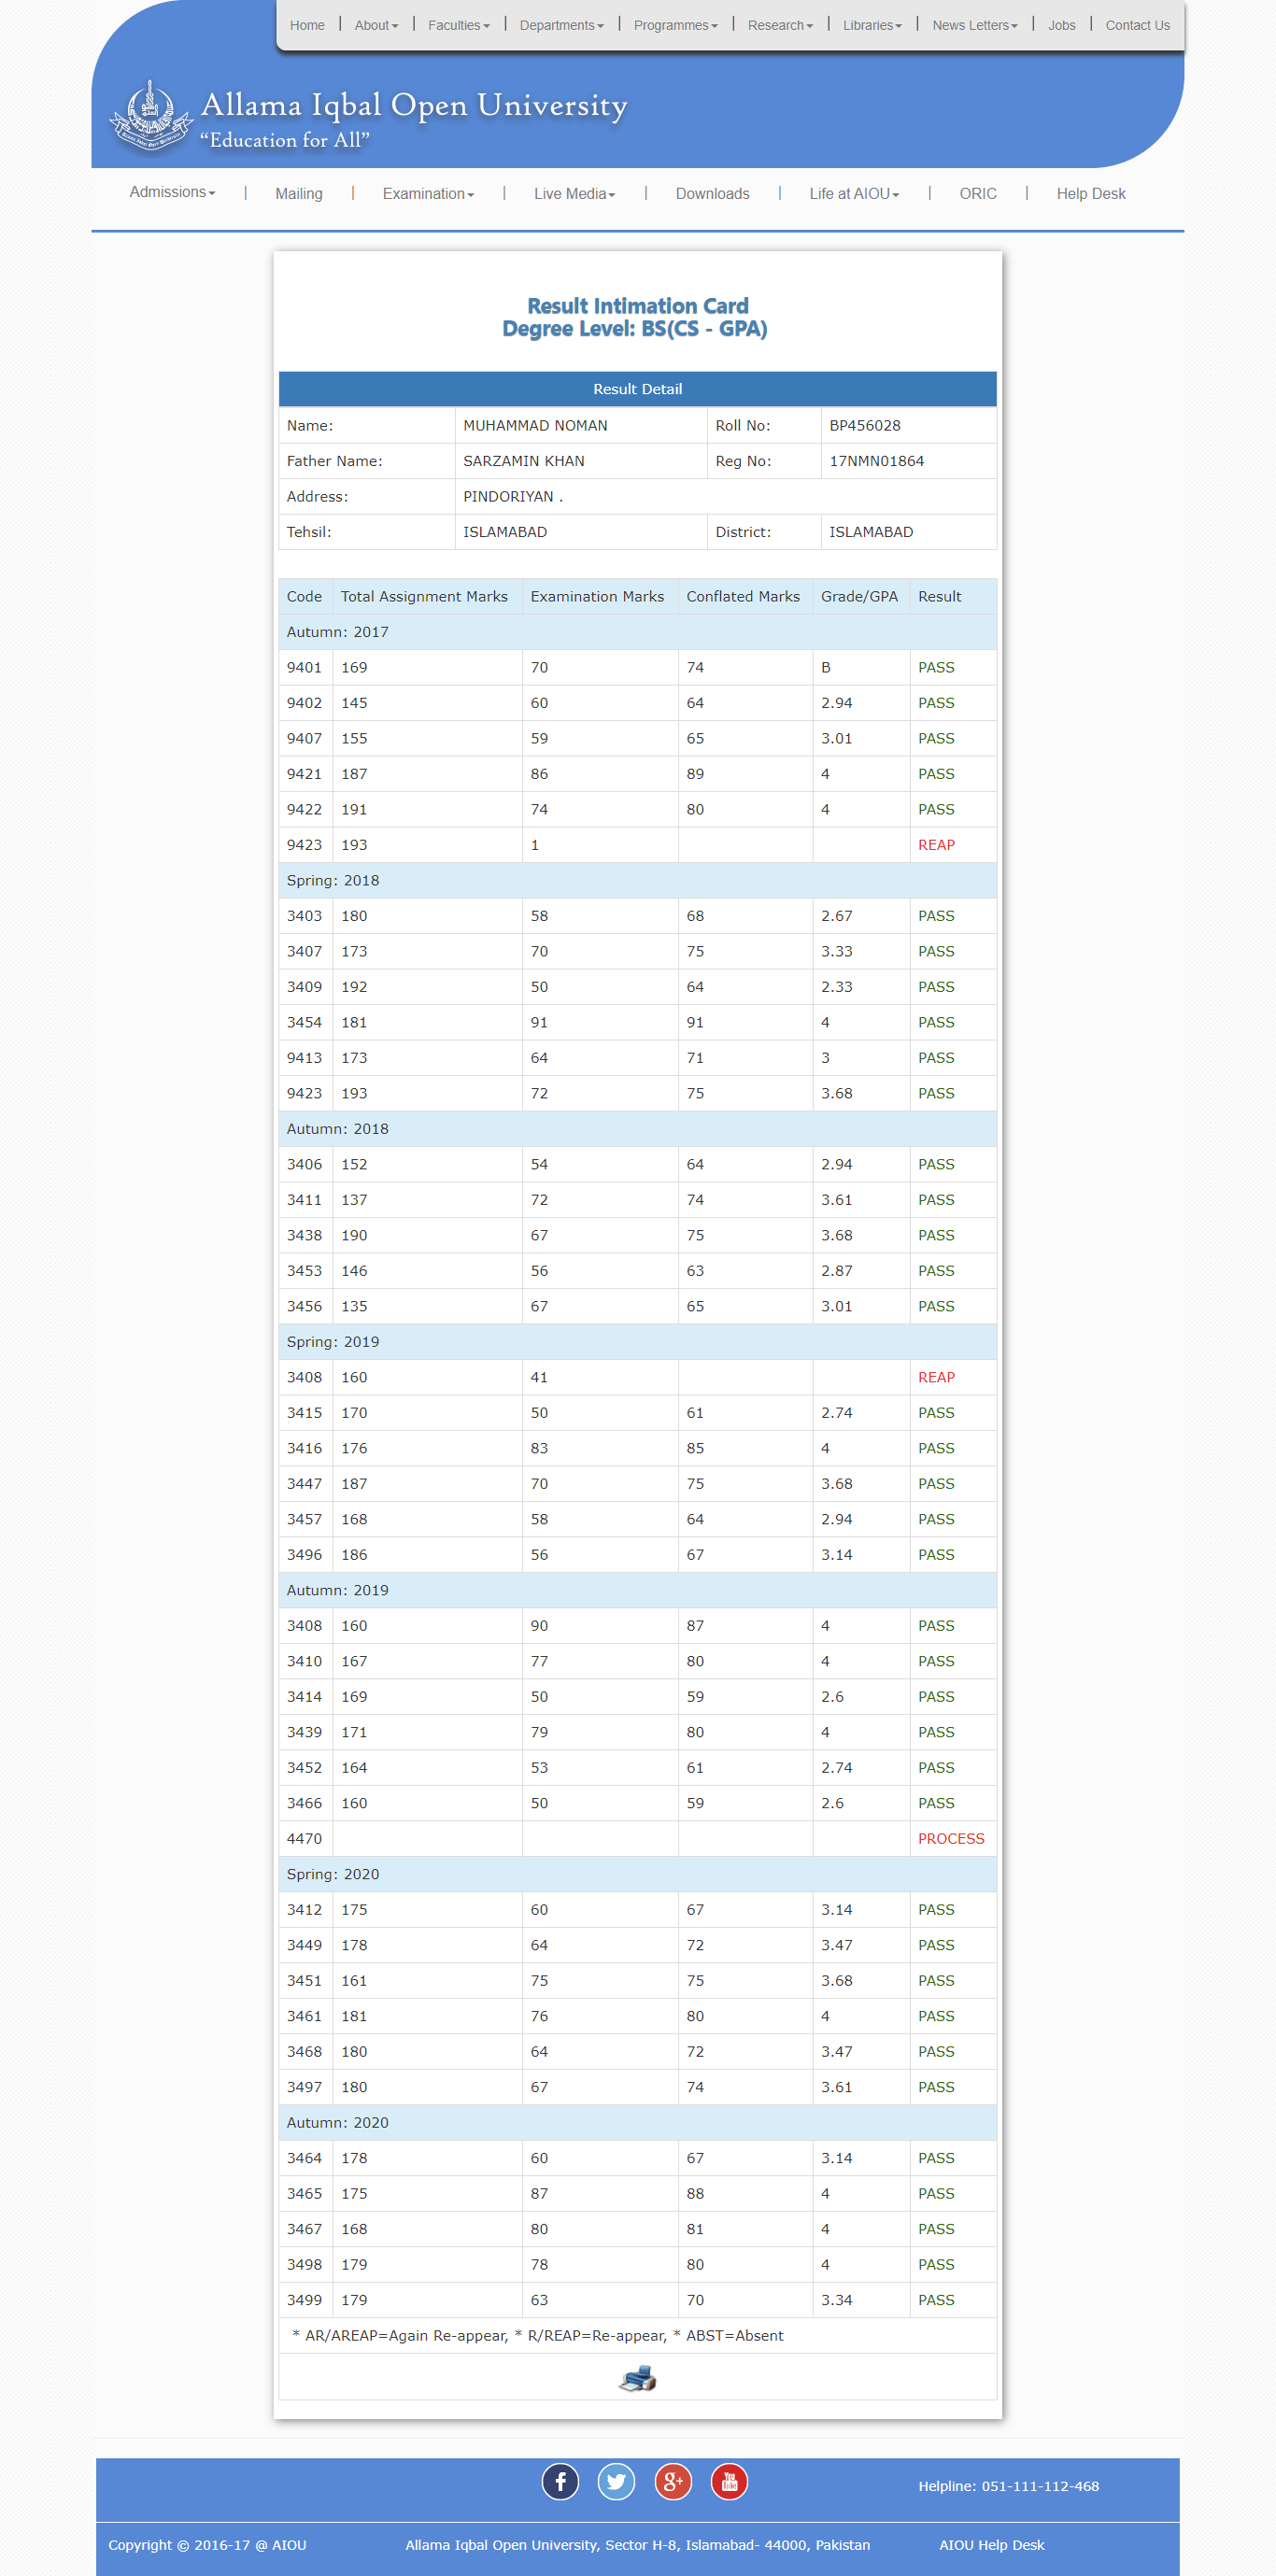 Home | About | Faculties | Departments | Programmes | Research | Libraries | News Letters | Jobs | Contact Us
Allama Iqbal Open University
“Education for All”
Admissions | Mailing | Examination | Live Media | Downloads | Life at AIOU | ORIC | Help Desk
Result Intimation Card
Degree Level: BS(CS - GPA)
Result Detail
Name: MUHAMMAD NOMAN Roll No: BP456028
Father Name: SARZAMIN KHAN Reg No: 17NMN01864
Address: PINDORIYAN .
Tehsil: ISLAMABAD District: ISLAMABAD
Code Total Assignment Marks Examination Marks Conflated Marks Grade/GPA Result
Autumn: 2017
9401 169 70 74 B PASS
9402 145 60 64 2.94 PASS
9407 155 59 65 3.01 PASS
9421 187 86 89 4 PASS
9422 191 74 80 4 PASS
9423 193 1 REAP
Spring: 2018
3403 180 58 68 2.67 PASS
3407 173 70 75 3.33 PASS
3409 192 50 64 2.33 PASS
3454 181 91 91 4 PASS
9413 173 64 71 3 PASS
9423 193 72 75 3.68 PASS
Autumn: 2018
3406 152 54 64 2.94 PASS
3411 137 72 74 3.61 PASS
3438 190 67 75 3.68 PASS
3453 146 56 63 2.87 PASS
3456 135 67 65 3.01 PASS
Spring: 2019
3408 160 41 REAP
3415 170 50 61 2.74 PASS
3416 176 83 85 4 PASS
3447 187 70 75 3.68 PASS
3457 168 58 64 2.94 PASS
3496 186 56 67 3.14 PASS
Autumn: 2019
3408 160 90 87 4 PASS
3410 167 77 80 4 PASS
3414 169 50 59 2.6 PASS
3439 171 79 80 4 PASS
3452 164 53 61 2.74 PASS
3466 160 50 59 2.6 PASS
4470 PROCESS
Spring: 2020
3412 175 60 67 3.14 PASS
3449 178 64 72 3.47 PASS
3451 161 75 75 3.68 PASS
3461 181 76 80 4 PASS
3468 180 64 72 3.47 PASS
3497 180 67 74 3.61 PASS
Autumn: 2020
3464 178 60 67 3.14 PASS
3465 175 87 88 4 PASS
3467 168 80 81 4 PASS
3498 179 78 80 4 PASS
3499 179 63 70 3.34 PASS
* AR/AREAP=Again Re-appear, * R/REAP=Re-appear, * ABST=Absent
Helpline: 051-111-112-468
Copyright © 2016-17 @ AIOU Allama Iqbal Open University, Sector H-8, Islamabad- 44000, Pakistan AIOU Help Desk